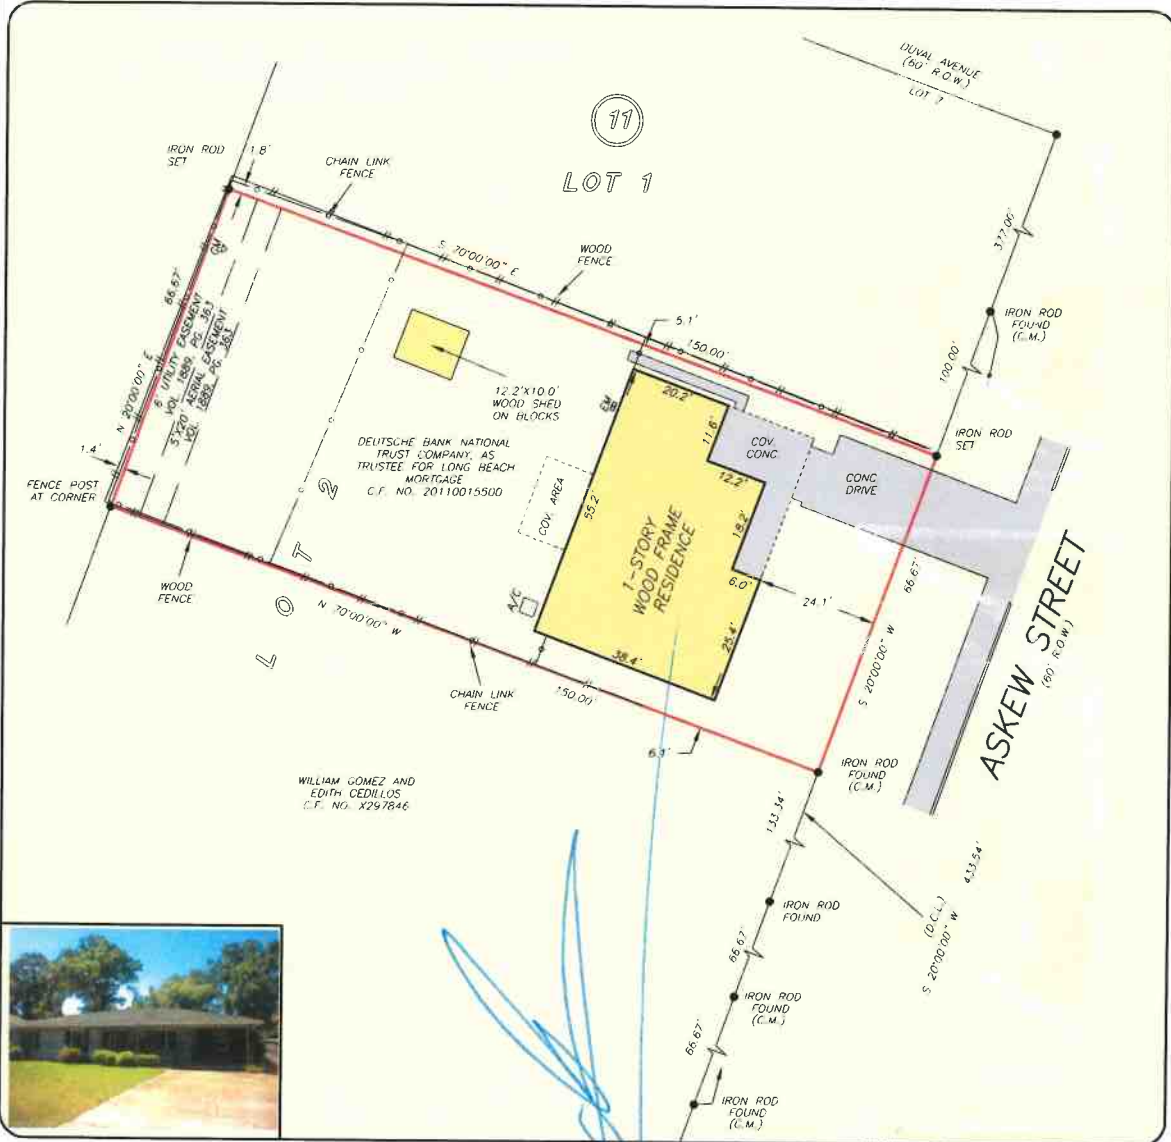 DUVAL AVENUE
(60' R.O.W.)
LOT 7
11
LOT 1
IRON ROD
SET
1.8'
CHAIN LINK
FENCE
WOOD
FENCE
S 70°00'00" E
150.00'
5.1'
377.00'
IRON ROD
FOUND
(C.M.)
100.00'
IRON ROD
SET
GM
66.67'
N 20°00'00" E
6' UTILITY EASEMENT
VOL. 1889, PG. 363
5'X20' AERIAL EASEMENT
VOL. 1889, PG. 363
1.4'
FENCE POST
AT CORNER
12.2'X10.0'
WOOD SHED
ON BLOCKS
EM
20.2'
11.6'
COV.
CONC.
CONC.
DRIVE
12.2'
18.2'
6.0'
24.1'
25.4'
38.4'
55.2'
COV. AREA
1-STORY
WOOD FRAME
RESIDENCE
DEUTSCHE BANK NATIONAL
TRUST COMPANY, AS
TRUSTEE FOR LONG BEACH
MORTGAGE
C.F. NO. 20110015500
LOT 2
A/C
WOOD
FENCE
N 70°00'00" W
150.00'
CHAIN LINK
FENCE
66.67'
S 20°00'00" W
ASKEW STREET
(60' R.O.W.)
IRON ROD
FOUND
(C.M.)
WILLIAM GOMEZ AND
EDITH CEDILLOS
C.F. NO. X297846
133.34'
(D.C.L.)
S 20°00'00" W 433.54'
IRON ROD
FOUND
66.67'
IRON ROD
FOUND
(C.M.)
66.67'
IRON ROD
FOUND
(C.M.)